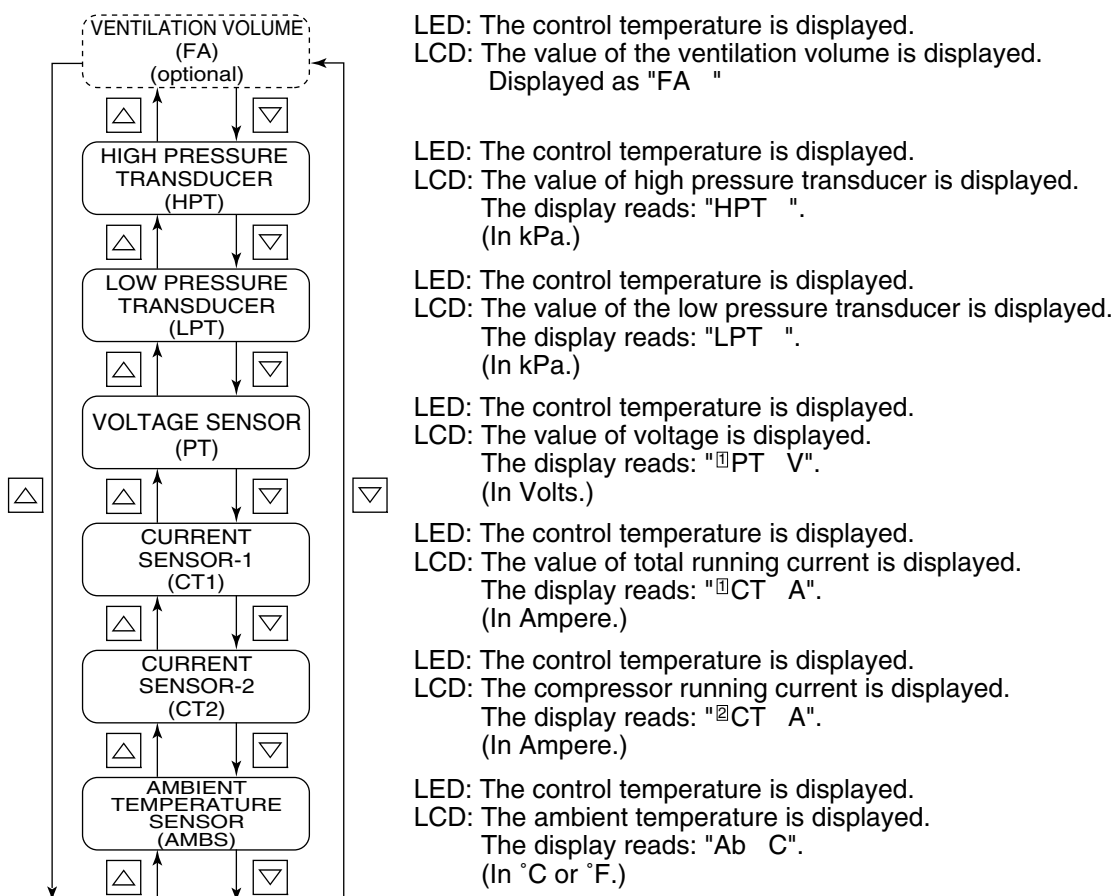 VENTILATION VOLUME
(FA)
(optional)
LED: The control temperature is displayed.
LCD: The value of the ventilation volume is displayed.
Displayed as "FA   "
HIGH PRESSURE
TRANSDUCER
(HPT)
LED: The control temperature is displayed.
LCD: The value of high pressure transducer is displayed.
The display reads: "HPT   ".
(In kPa.)
LOW PRESSURE
TRANSDUCER
(LPT)
LED: The control temperature is displayed.
LCD: The value of the low pressure transducer is displayed.
The display reads: "LPT   ".
(In kPa.)
VOLTAGE SENSOR
(PT)
LED: The control temperature is displayed.
LCD: The value of voltage is displayed.
The display reads: "1PT   V".
(In Volts.)
CURRENT
SENSOR-1
(CT1)
LED: The control temperature is displayed.
LCD: The value of total running current is displayed.
The display reads: "1CT   A".
(In Ampere.)
CURRENT
SENSOR-2
(CT2)
LED: The control temperature is displayed.
LCD: The compressor running current is displayed.
The display reads: "2CT   A".
(In Ampere.)
AMBIENT
TEMPERATURE
SENSOR
(AMBS)
LED: The control temperature is displayed.
LCD: The ambient temperature is displayed.
The display reads: "Ab   C".
(In ˚C or ˚F.)